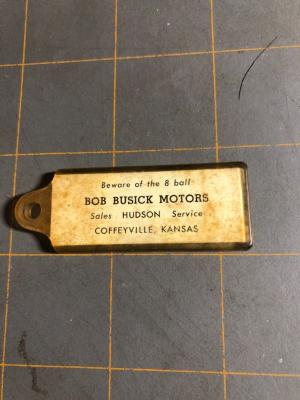 Beware of the 8 ball
BOB BUSICK MOTORS
Sales HUDSON Service
COFFEYVILLE, KANSAS